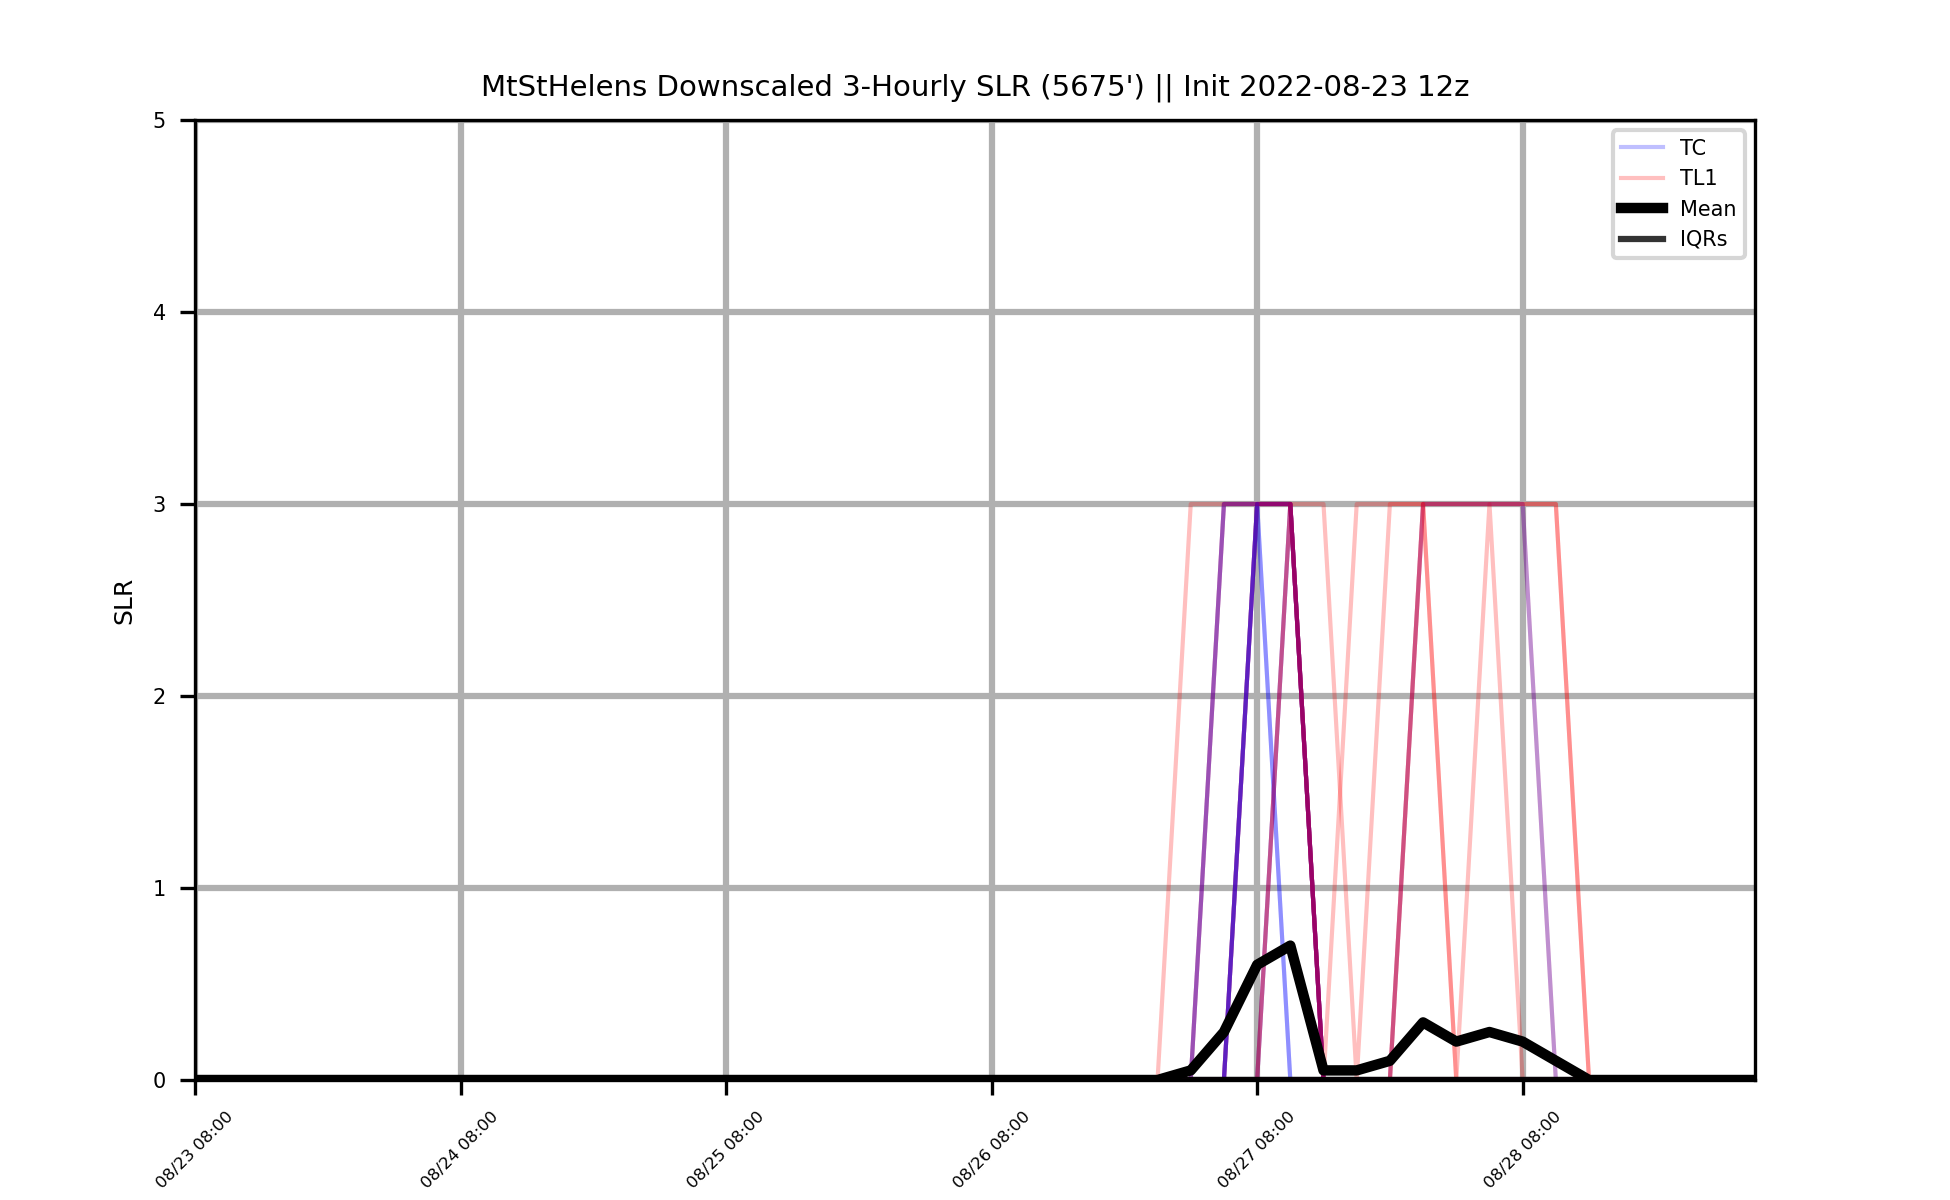 MtStHelens Downscaled 3-Hourly SLR (5675') || Init 2022-08-23 12z
TC
TL1
Mean
IQRs
SLR
5
4
3
2
1
0
08/23 08:00
08/24 08:00
08/25 08:00
08/26 08:00
08/27 08:00
08/28 08:00